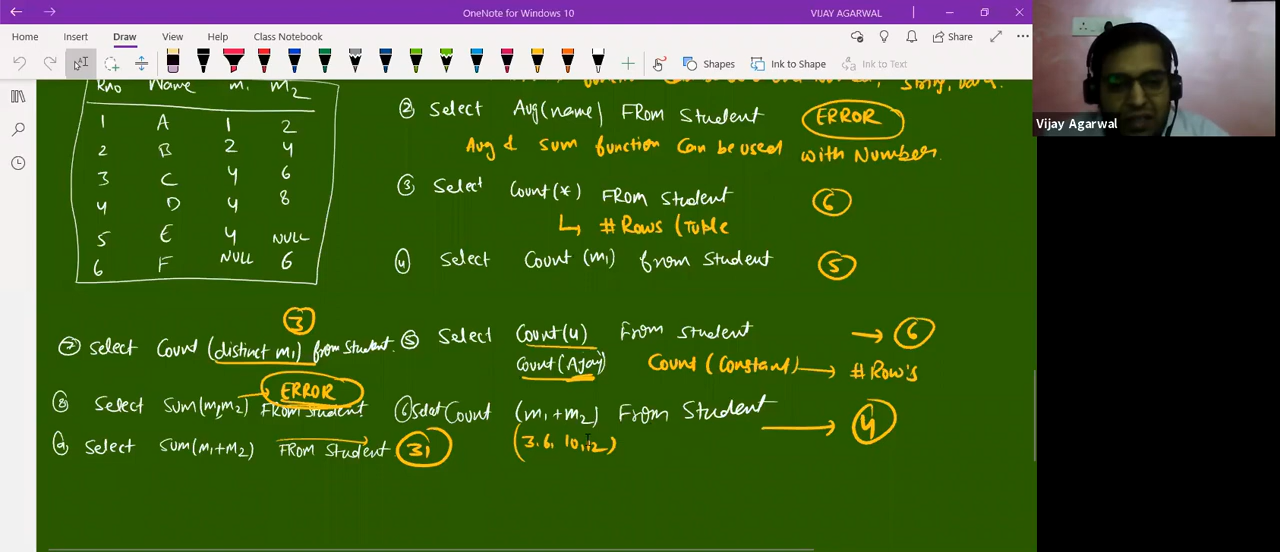 OneNote for Windows 10
VIJAY AGARWAL
Home Insert Draw View Help Class Notebook
Share
Shapes
Ink to Shape
Ink to Text
Vijay Agarwal
Rno Name m1 m2
1 A 1 2
2 B 2 4
3 C 4 6
4 D 4 8
5 E 4 NULL
6 F NULL 6
String,
② Select Avg(name) FROM Student ERROR
Avg & sum function Can be used with Number.
③ Select Count(*) FROM Student 6
↳ #Rows (Tuple
④ Select Count (m1) from Student 5
⑤ Select Count(4) From Student → 6
Count(Ajay) Count (Constant) → #Row's
⑥ Select Count (m1+m2) From Student → 4
(3, 6, 10, 12)
3
⑦ Select Count (distinct m1) from Student.
ERROR
⑧ Select Sum(m1,m2) From Student
⑨ Select Sum(m1+m2) From Student 31